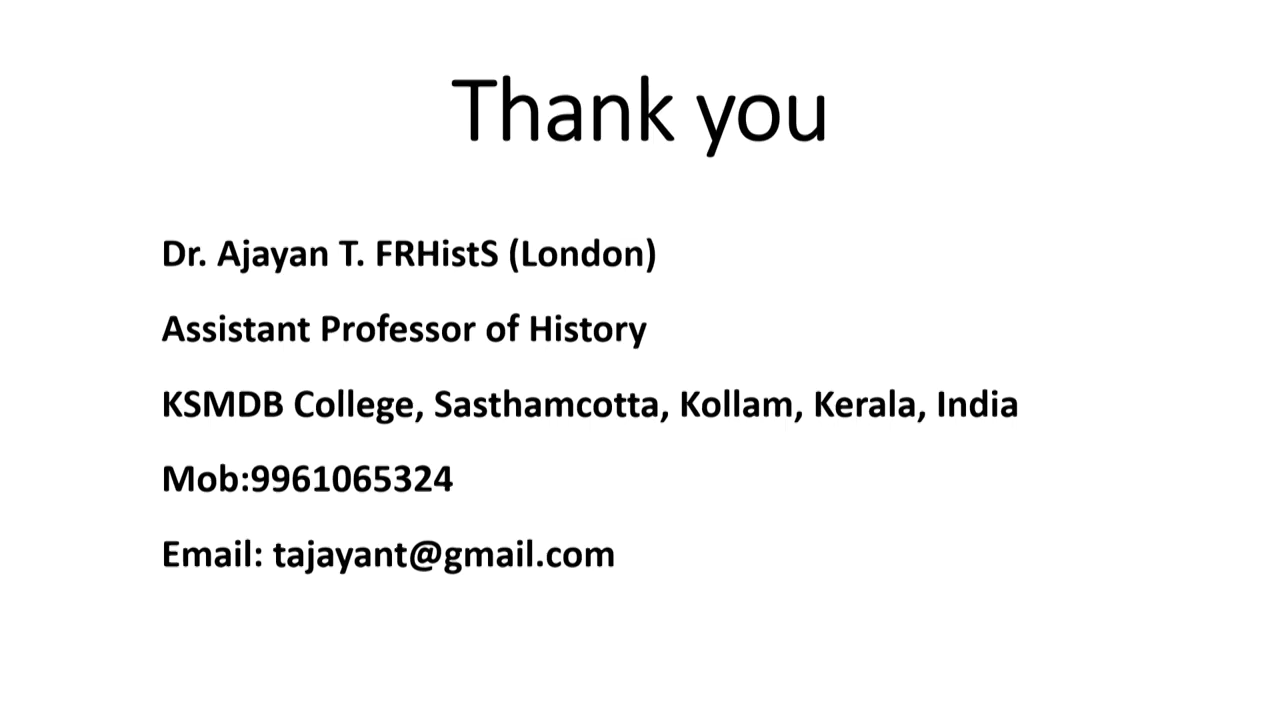 Thank you
Dr. Ajayan T. FRHistS (London)
Assistant Professor of History
KSMDB College, Sasthamcotta, Kollam, Kerala, India
Mob:9961065324
Email: tajayant@gmail.com